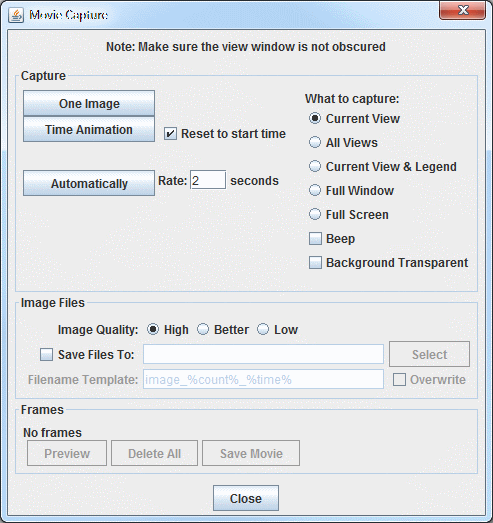 Movie Capture
Note: Make sure the view window is not obscured
Capture
One Image
Time Animation
Reset to start time
Automatically
Rate: 2 seconds
What to capture:
Current View
All Views
Current View & Legend
Full Window
Full Screen
Beep
Background Transparent
Image Files
Image Quality: High Better Low
Save Files To: Select
Filename Template: image_%count%_%time% Overwrite
Frames
No frames
Preview Delete All Save Movie
Close